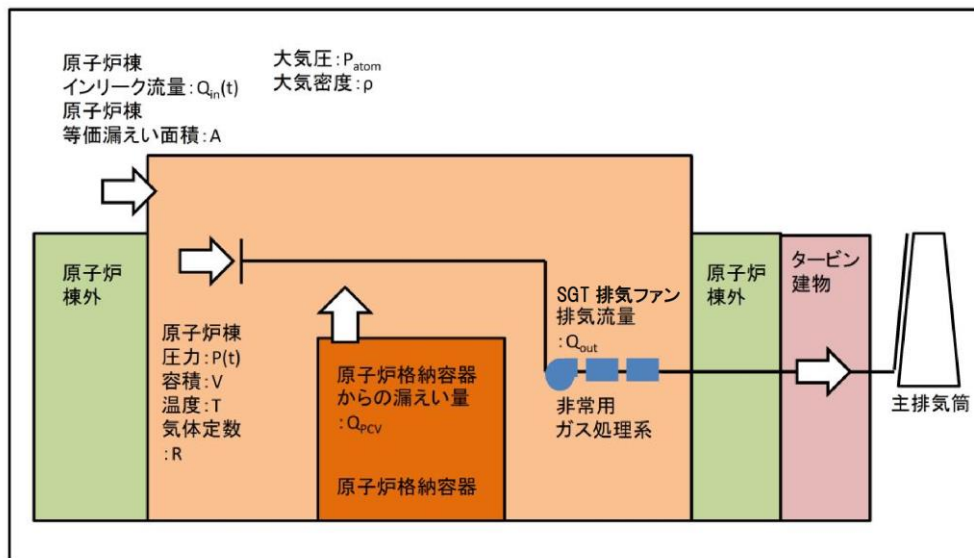 原子炉棟
インリーク流量:Qin(t)
原子炉棟
等価漏えい面積:A
大気圧:Patom
大気密度:ρ
原子炉
棟外
原子炉棟
圧力:P(t)
容積:V
温度:T
気体定数
:R
原子炉格納容器
からの漏えい量
:QPCV
原子炉格納容器
SGT 排気ファン
排気流量
:Qout
非常用
ガス処理系
原子炉
棟外
タービン
建物
主排気筒